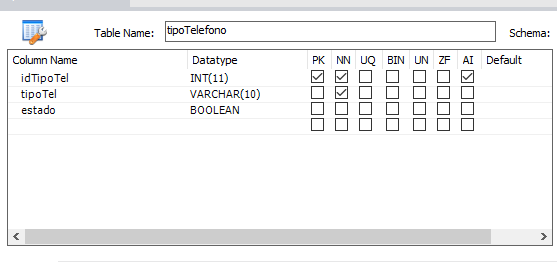 Table Name: tipoTelefono Schema:
Column Name Datatype PK NN UQ BIN UN ZF AI Default
idTipoTel INT(11)
tipoTel VARCHAR(10)
estado BOOLEAN